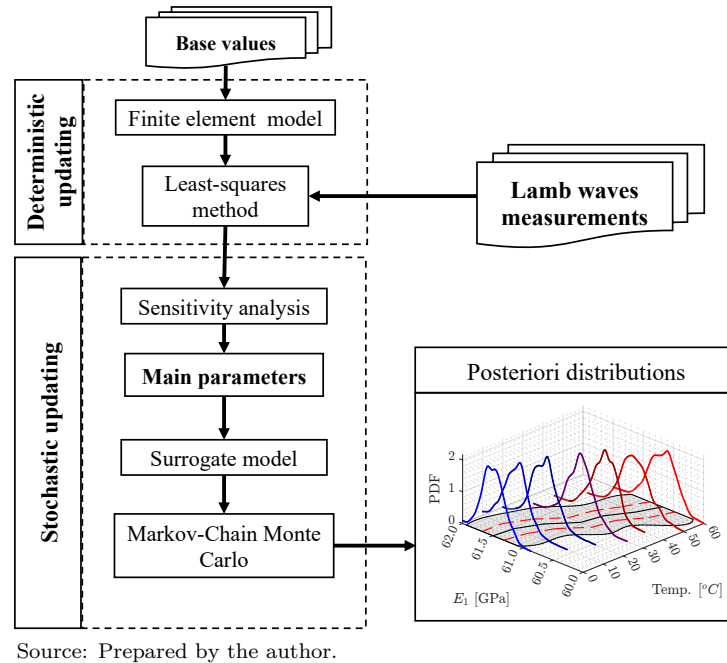 Base values
Deterministic
updating
Finite element model
Least-squares
method
Lamb waves
measurements
Stochastic updating
Sensitivity analysis
Main parameters
Surrogate model
Markov-Chain Monte
Carlo
Posteriori distributions
PDF
2
1
0
62.0
61.5
61.0
60.5
60.0
E₁ [GPa]
0
10
20
30
40
50
60
Temp. [°C]
Source: Prepared by the author.